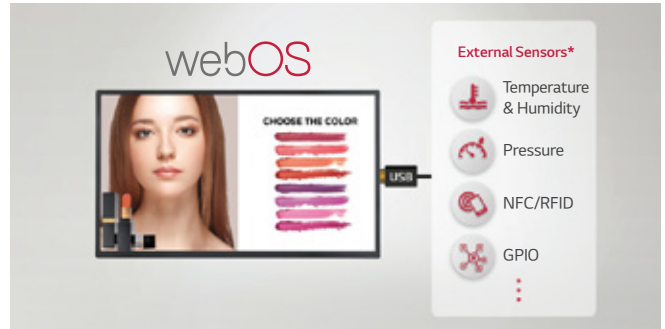 webOS
External Sensors*
CHOOSE THE COLOR
USB
Temperature
& Humidity
Pressure
NFC/RFID
GPIO